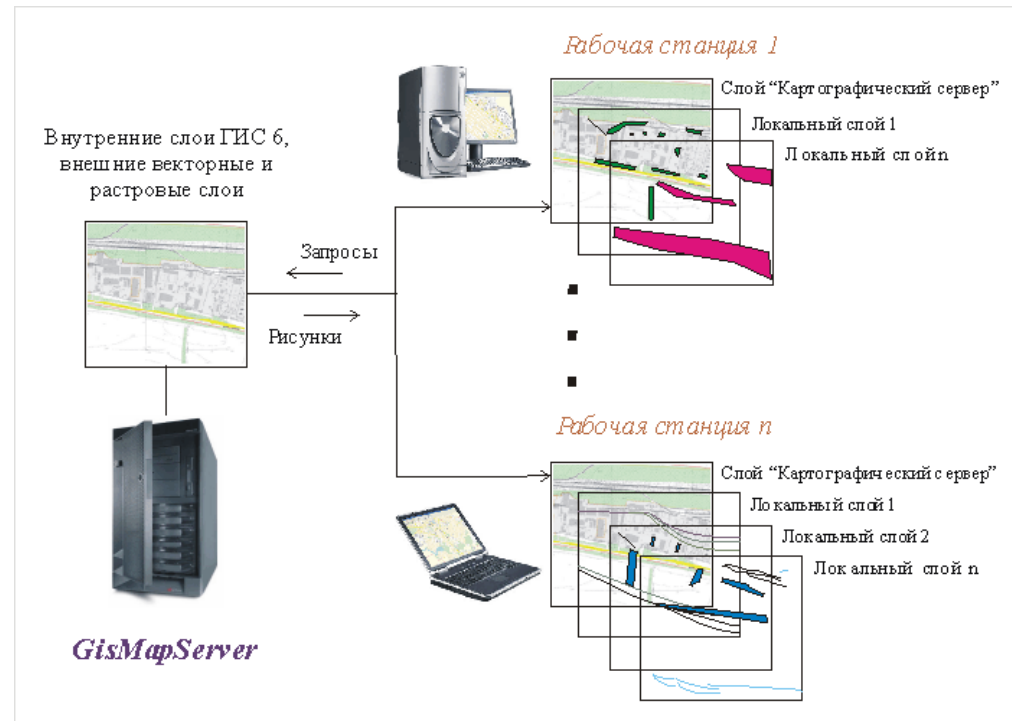 Рабочая станция 1
Слой “Картографический сервер”
Локальный слой 1
Локальный слой n
Внутренние слои ГИС 6,
внешние векторные и
растровые слои
Запросы
Рисунки
GisMapServer
Рабочая станция n
Слой “Картографический сервер”
Локальный слой 1
Локальный слой 2
Локальный слой n